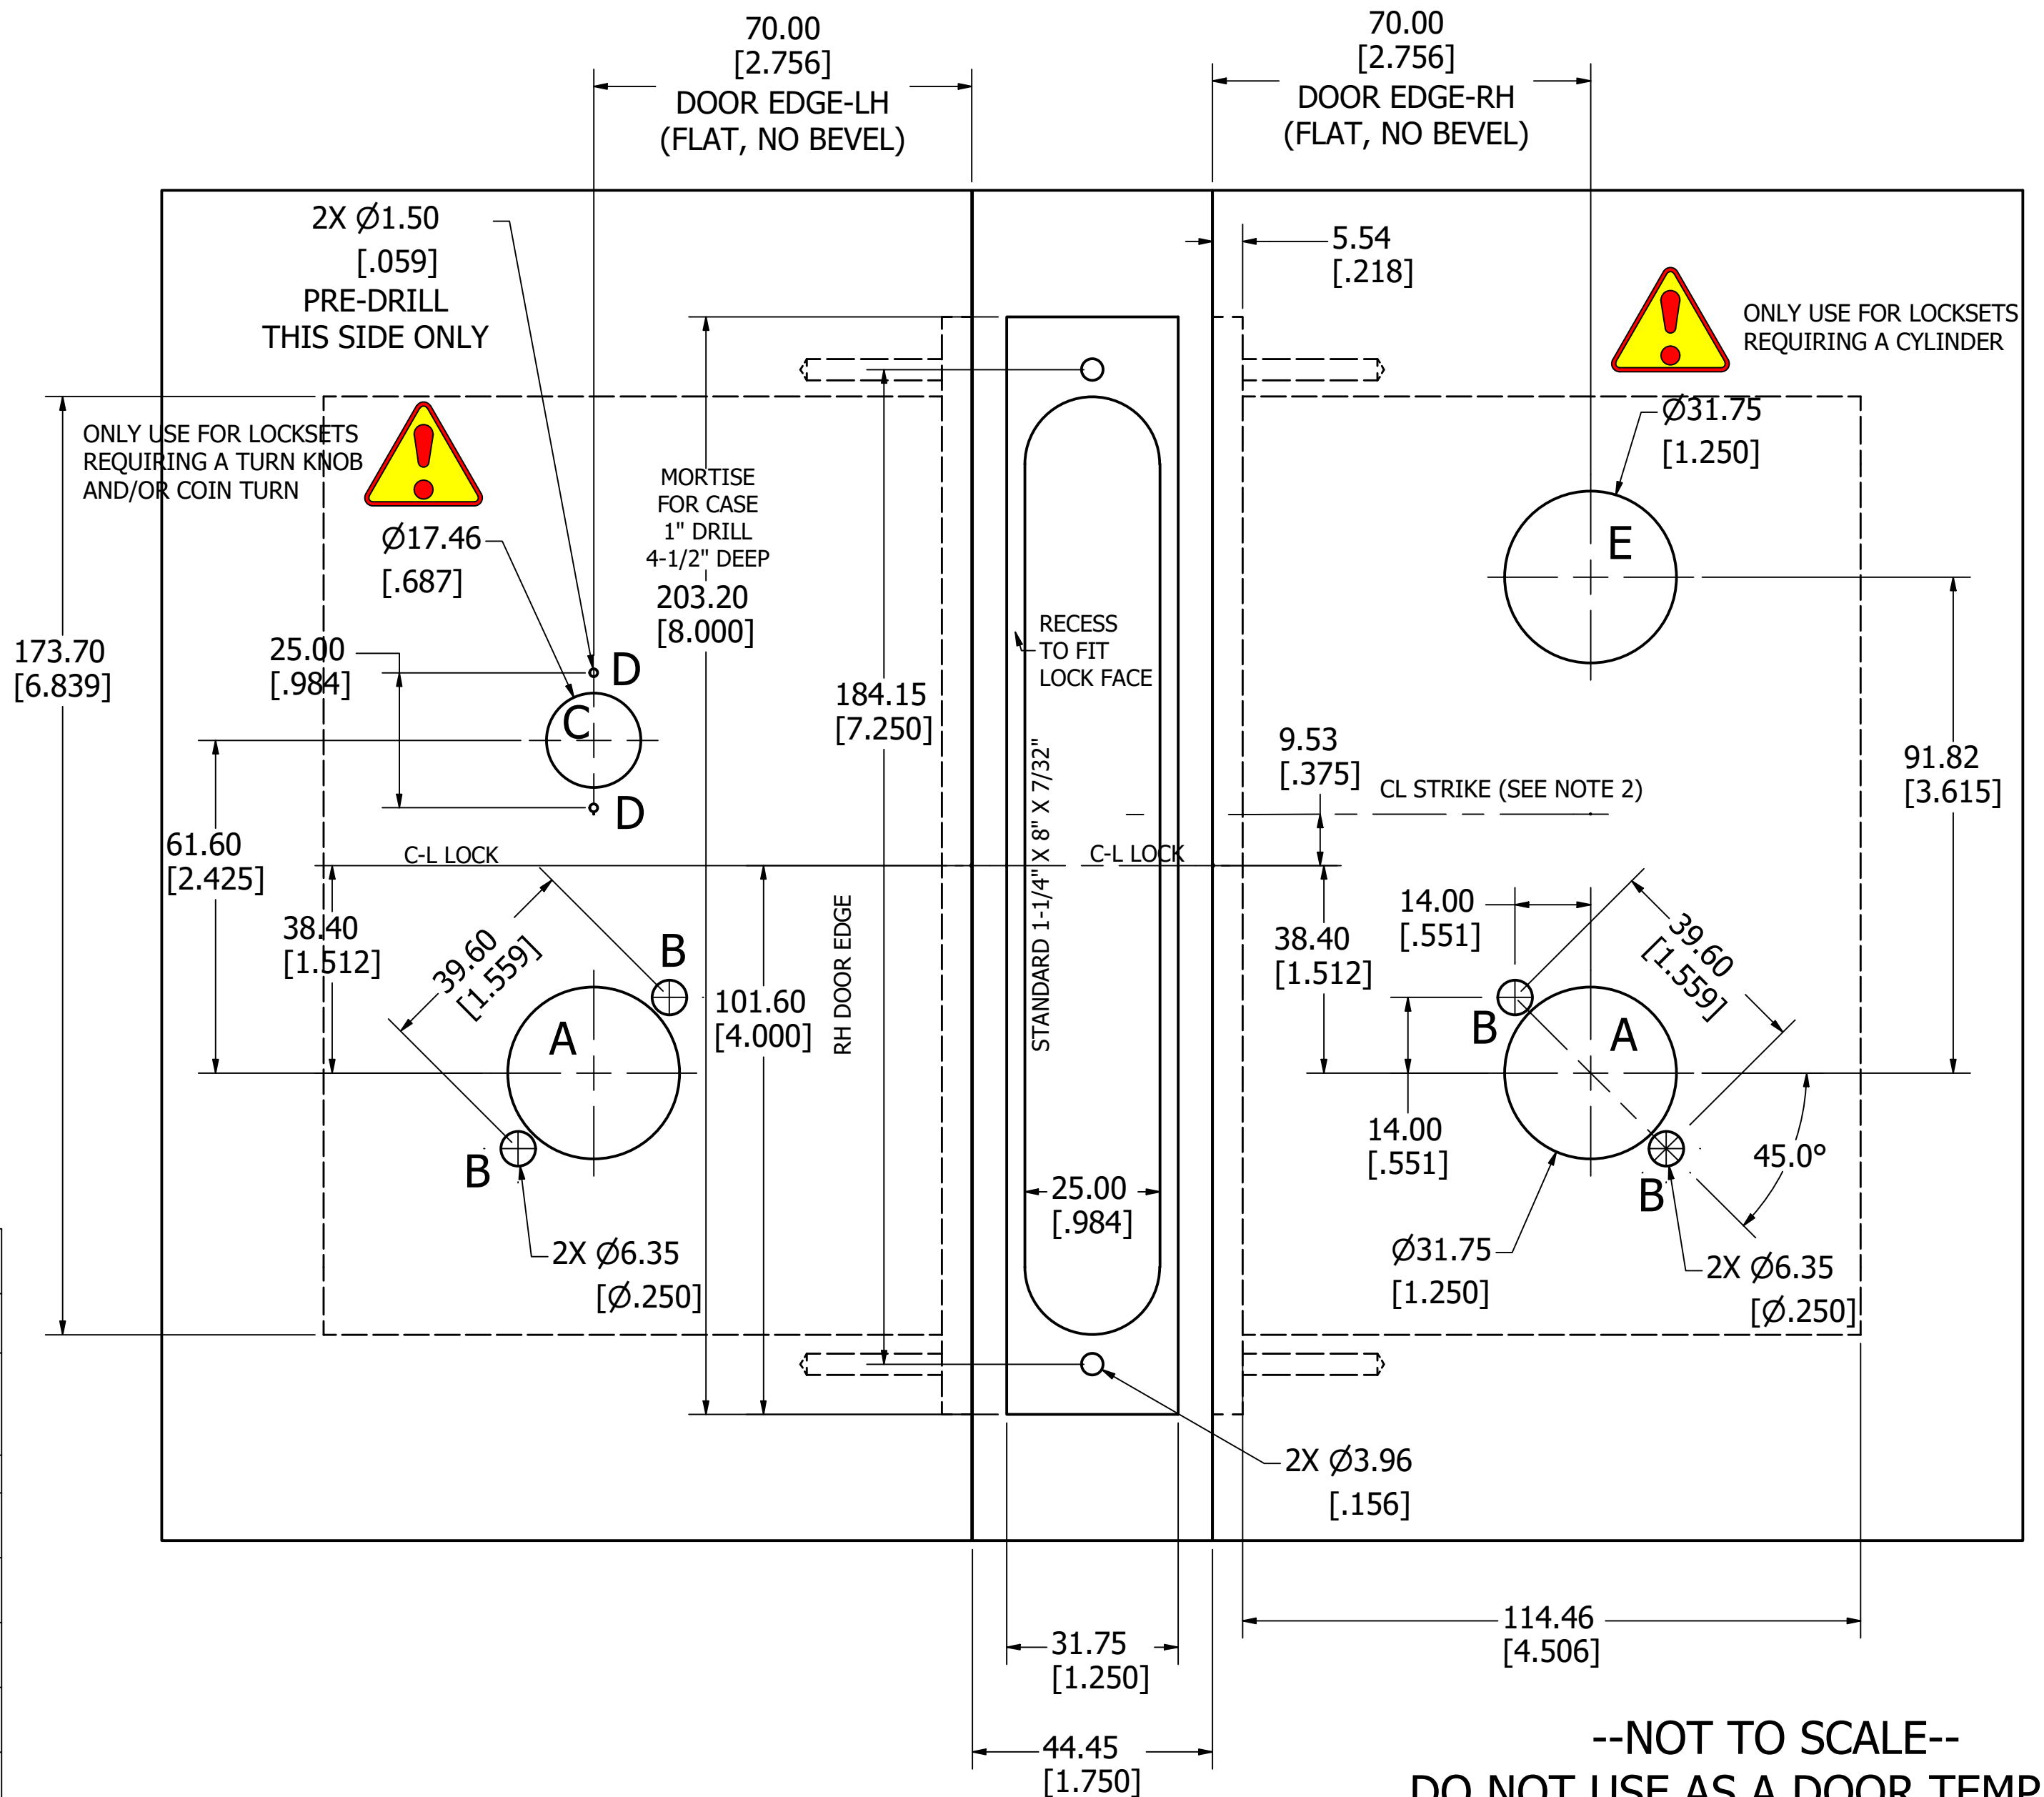 70.00
[2.756]
DOOR EDGE-LH
(FLAT, NO BEVEL)
70.00
[2.756]
DOOR EDGE-RH
(FLAT, NO BEVEL)
2X Ø1.50
[.059]
PRE-DRILL
THIS SIDE ONLY
5.54
[.218]
ONLY USE FOR LOCKSETS
REQUIRING A CYLINDER
ONLY USE FOR LOCKSETS
REQUIRING A TURN KNOB
AND/OR COIN TURN
Ø31.75
[1.250]
MORTISE
FOR CASE
1" DRILL
4-1/2" DEEP
203.20
[8.000]
Ø17.46
[.687]
E
173.70
[6.839]
25.00
[.984]
D
C
D
184.15
[7.250]
RECESS
TO FIT
LOCK FACE
STANDARD 1-1/4" X 8" X 7/32"
9.53
[.375]
CL STRIKE (SEE NOTE 2)
91.82
[3.615]
61.60
[2.425]
C-L LOCK
C-L LOCK
38.40
[1.512]
39.60
[1.559]
B
A
B
101.60
[4.000]
RH DOOR EDGE
38.40
[1.512]
14.00
[.551]
39.60
[1.559]
B
A
B
14.00
[.551]
45.0°
25.00
[.984]
2X Ø6.35
[Ø.250]
Ø31.75
[1.250]
2X Ø6.35
[Ø.250]
2X Ø3.96
[.156]
31.75
[1.250]
114.46
[4.506]
44.45
[1.750]
--NOT TO SCALE--
DO NOT USE AS A DOOR TEMP